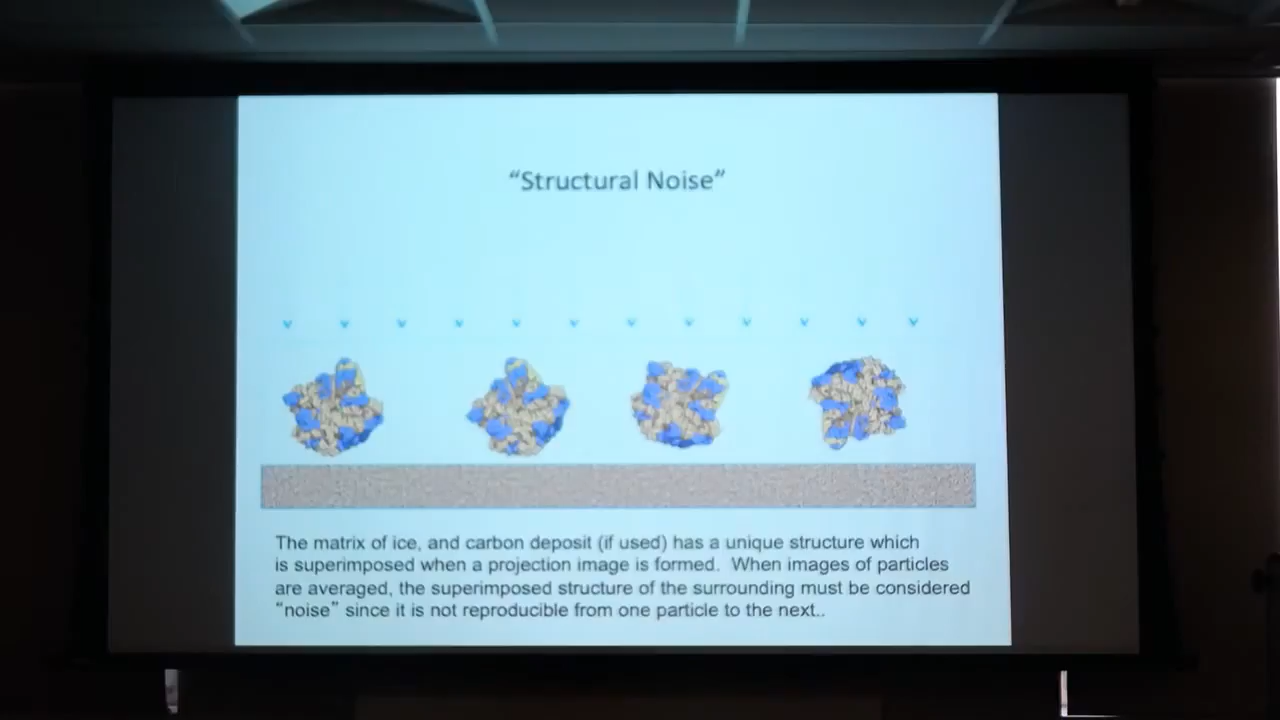 “Structural Noise”
The matrix of ice, and carbon deposit (if used) has a unique structure which
is superimposed when a projection image is formed.  When images of particles
are averaged, the superimposed structure of the surrounding must be considered
“noise” since it is not reproducible from one particle to the next..